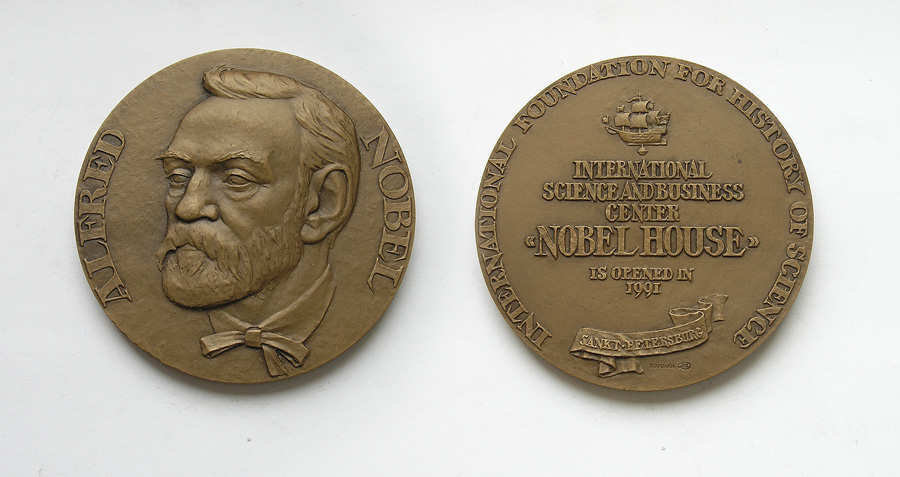 ALFRED NOBEL
INTERNATIONAL FOUNDATION FOR HISTORY OF SCIENCE
INTERNATIONAL
SCIENCE AND BUSINESS
CENTER
«NOBEL HOUSE»
IS OPENED IN
1991
SANKT-PETERSBURG